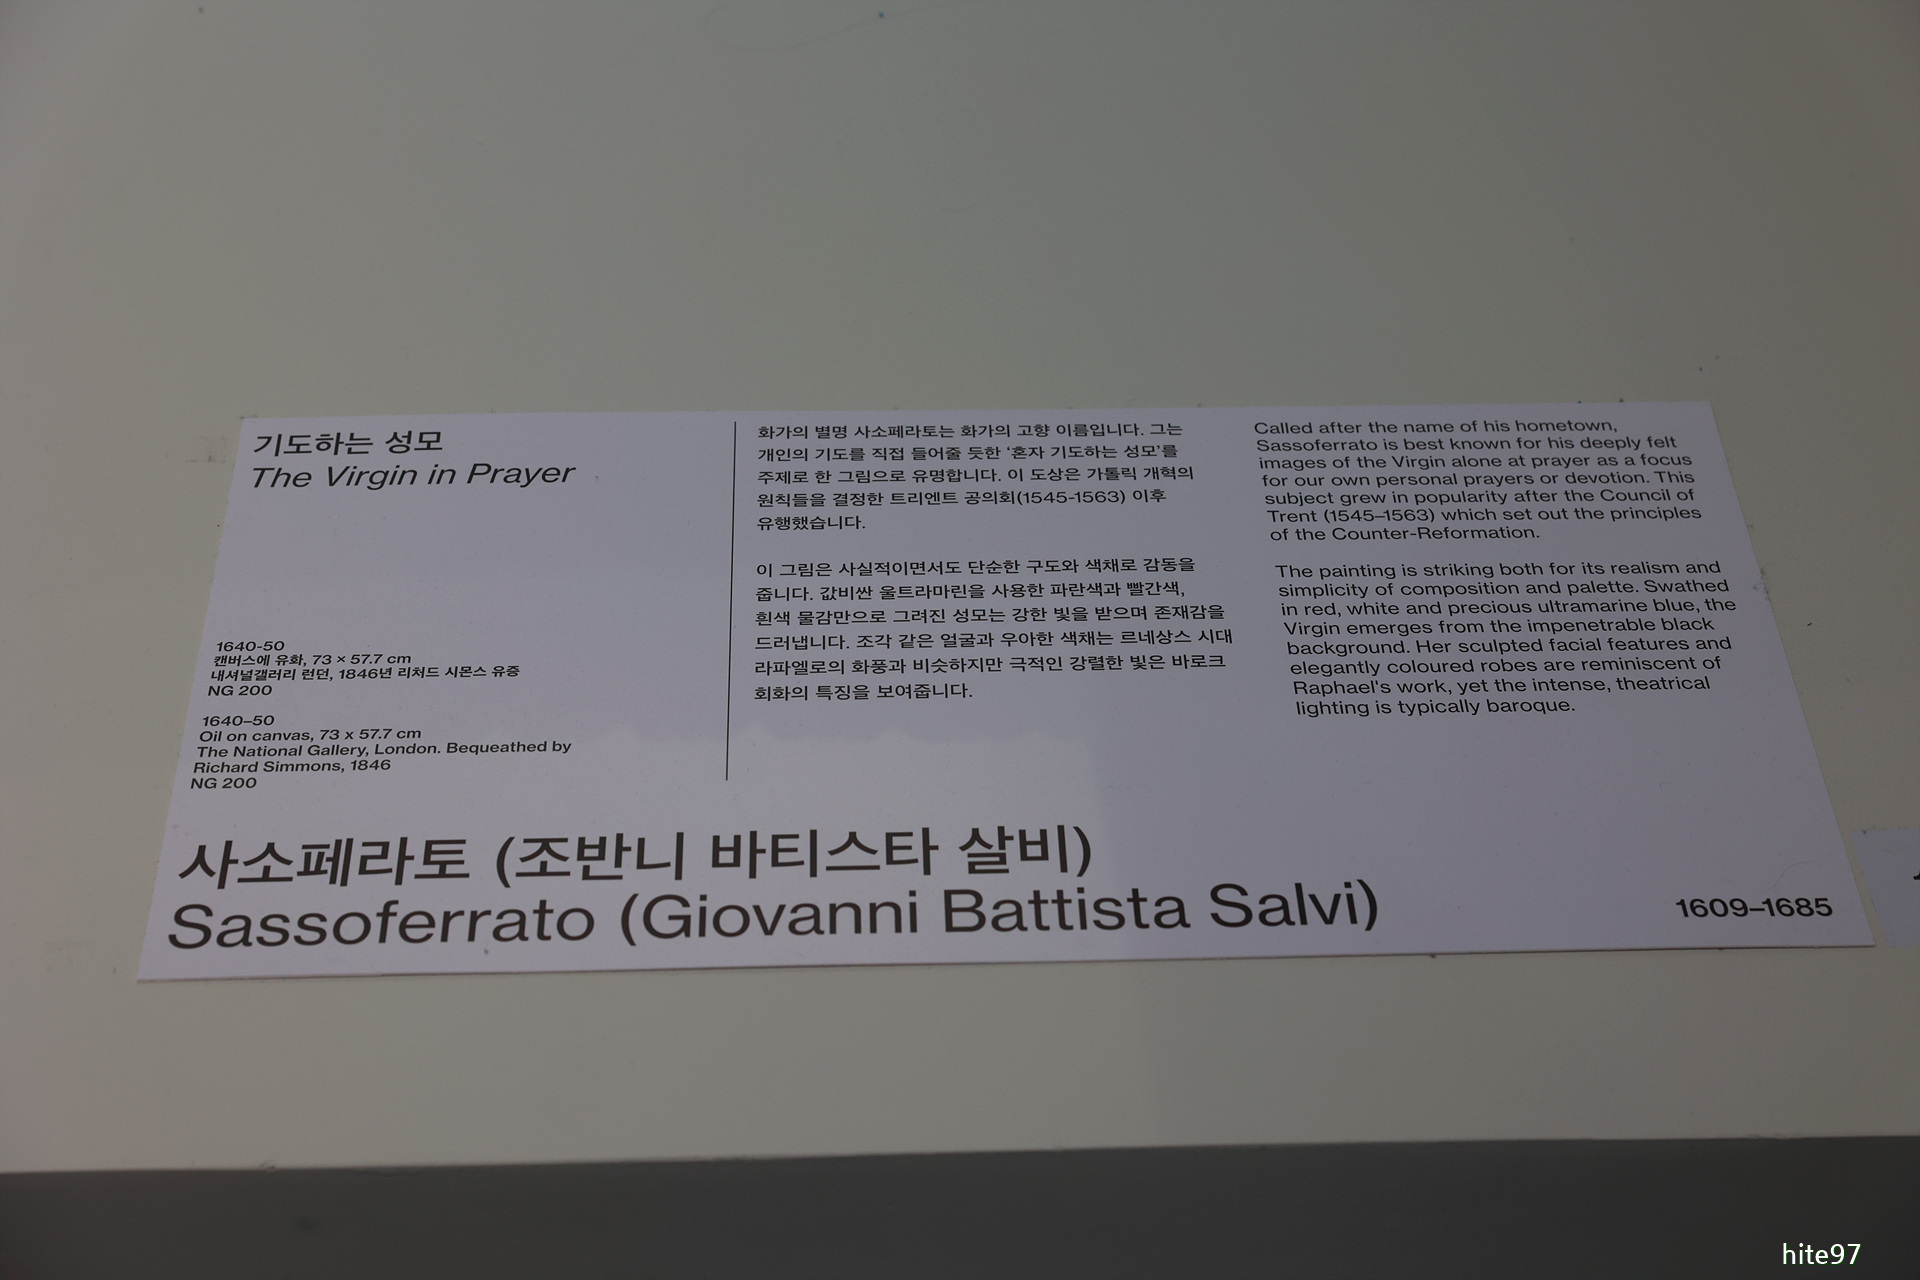 기도하는 성모
The Virgin in Prayer
1640-50
캔버스에 유화, 73 × 57.7 cm
내셔널갤러리 런던, 1846년 리처드 시몬스 유증
NG 200
1640–50
Oil on canvas, 73 x 57.7 cm
The National Gallery, London. Bequeathed by
Richard Simmons, 1846
NG 200
화가의 별명 사소페라토는 화가의 고향 이름입니다. 그는
개인의 기도를 직접 들어줄 듯한 ‘혼자 기도하는 성모’를
주제로 한 그림으로 유명합니다. 이 도상은 가톨릭 개혁의
원칙들을 결정한 트리엔트 공의회(1545-1563) 이후
유행했습니다.
이 그림은 사실적이면서도 단순한 구도와 색채로 감동을
줍니다. 값비싼 울트라마린을 사용한 파란색과 빨간색,
흰색 물감만으로 그려진 성모는 강한 빛을 받으며 존재감을
드러냅니다. 조각 같은 얼굴과 우아한 색채는 르네상스 시대
라파엘로의 화풍과 비슷하지만 극적인 강렬한 빛은 바로크
회화의 특징을 보여줍니다.
Called after the name of his hometown,
Sassoferrato is best known for his deeply felt
images of the Virgin alone at prayer as a focus
for our own personal prayers or devotion. This
subject grew in popularity after the Council of
Trent (1545–1563) which set out the principles
of the Counter-Reformation.
The painting is striking both for its realism and
simplicity of composition and palette. Swathed
in red, white and precious ultramarine blue, the
Virgin emerges from the impenetrable black
background. Her sculpted facial features and
elegantly coloured robes are reminiscent of
Raphael's work, yet the intense, theatrical
lighting is typically baroque.
사소페라토 (조반니 바티스타 살비)
Sassoferrato (Giovanni Battista Salvi)
1609–1685
hite97